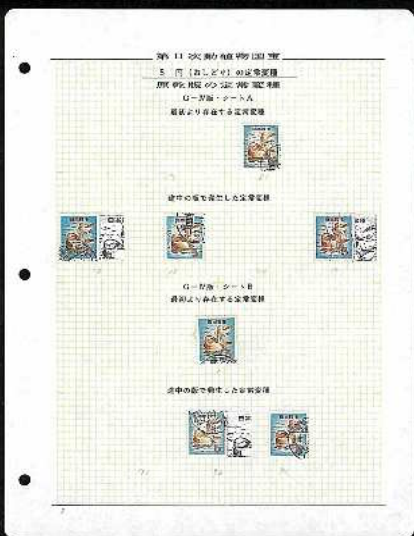 第Ⅱ次動植物国宝
5 円 (おしどり) の定常変種
原乾版の定常変種
G-Ⅳ版・シートA
最初より存在する定常変種
途中の版で発生した定常変種
G-Ⅳ版・シートB
最初より存在する定常変種
途中の版で発生した定常変種